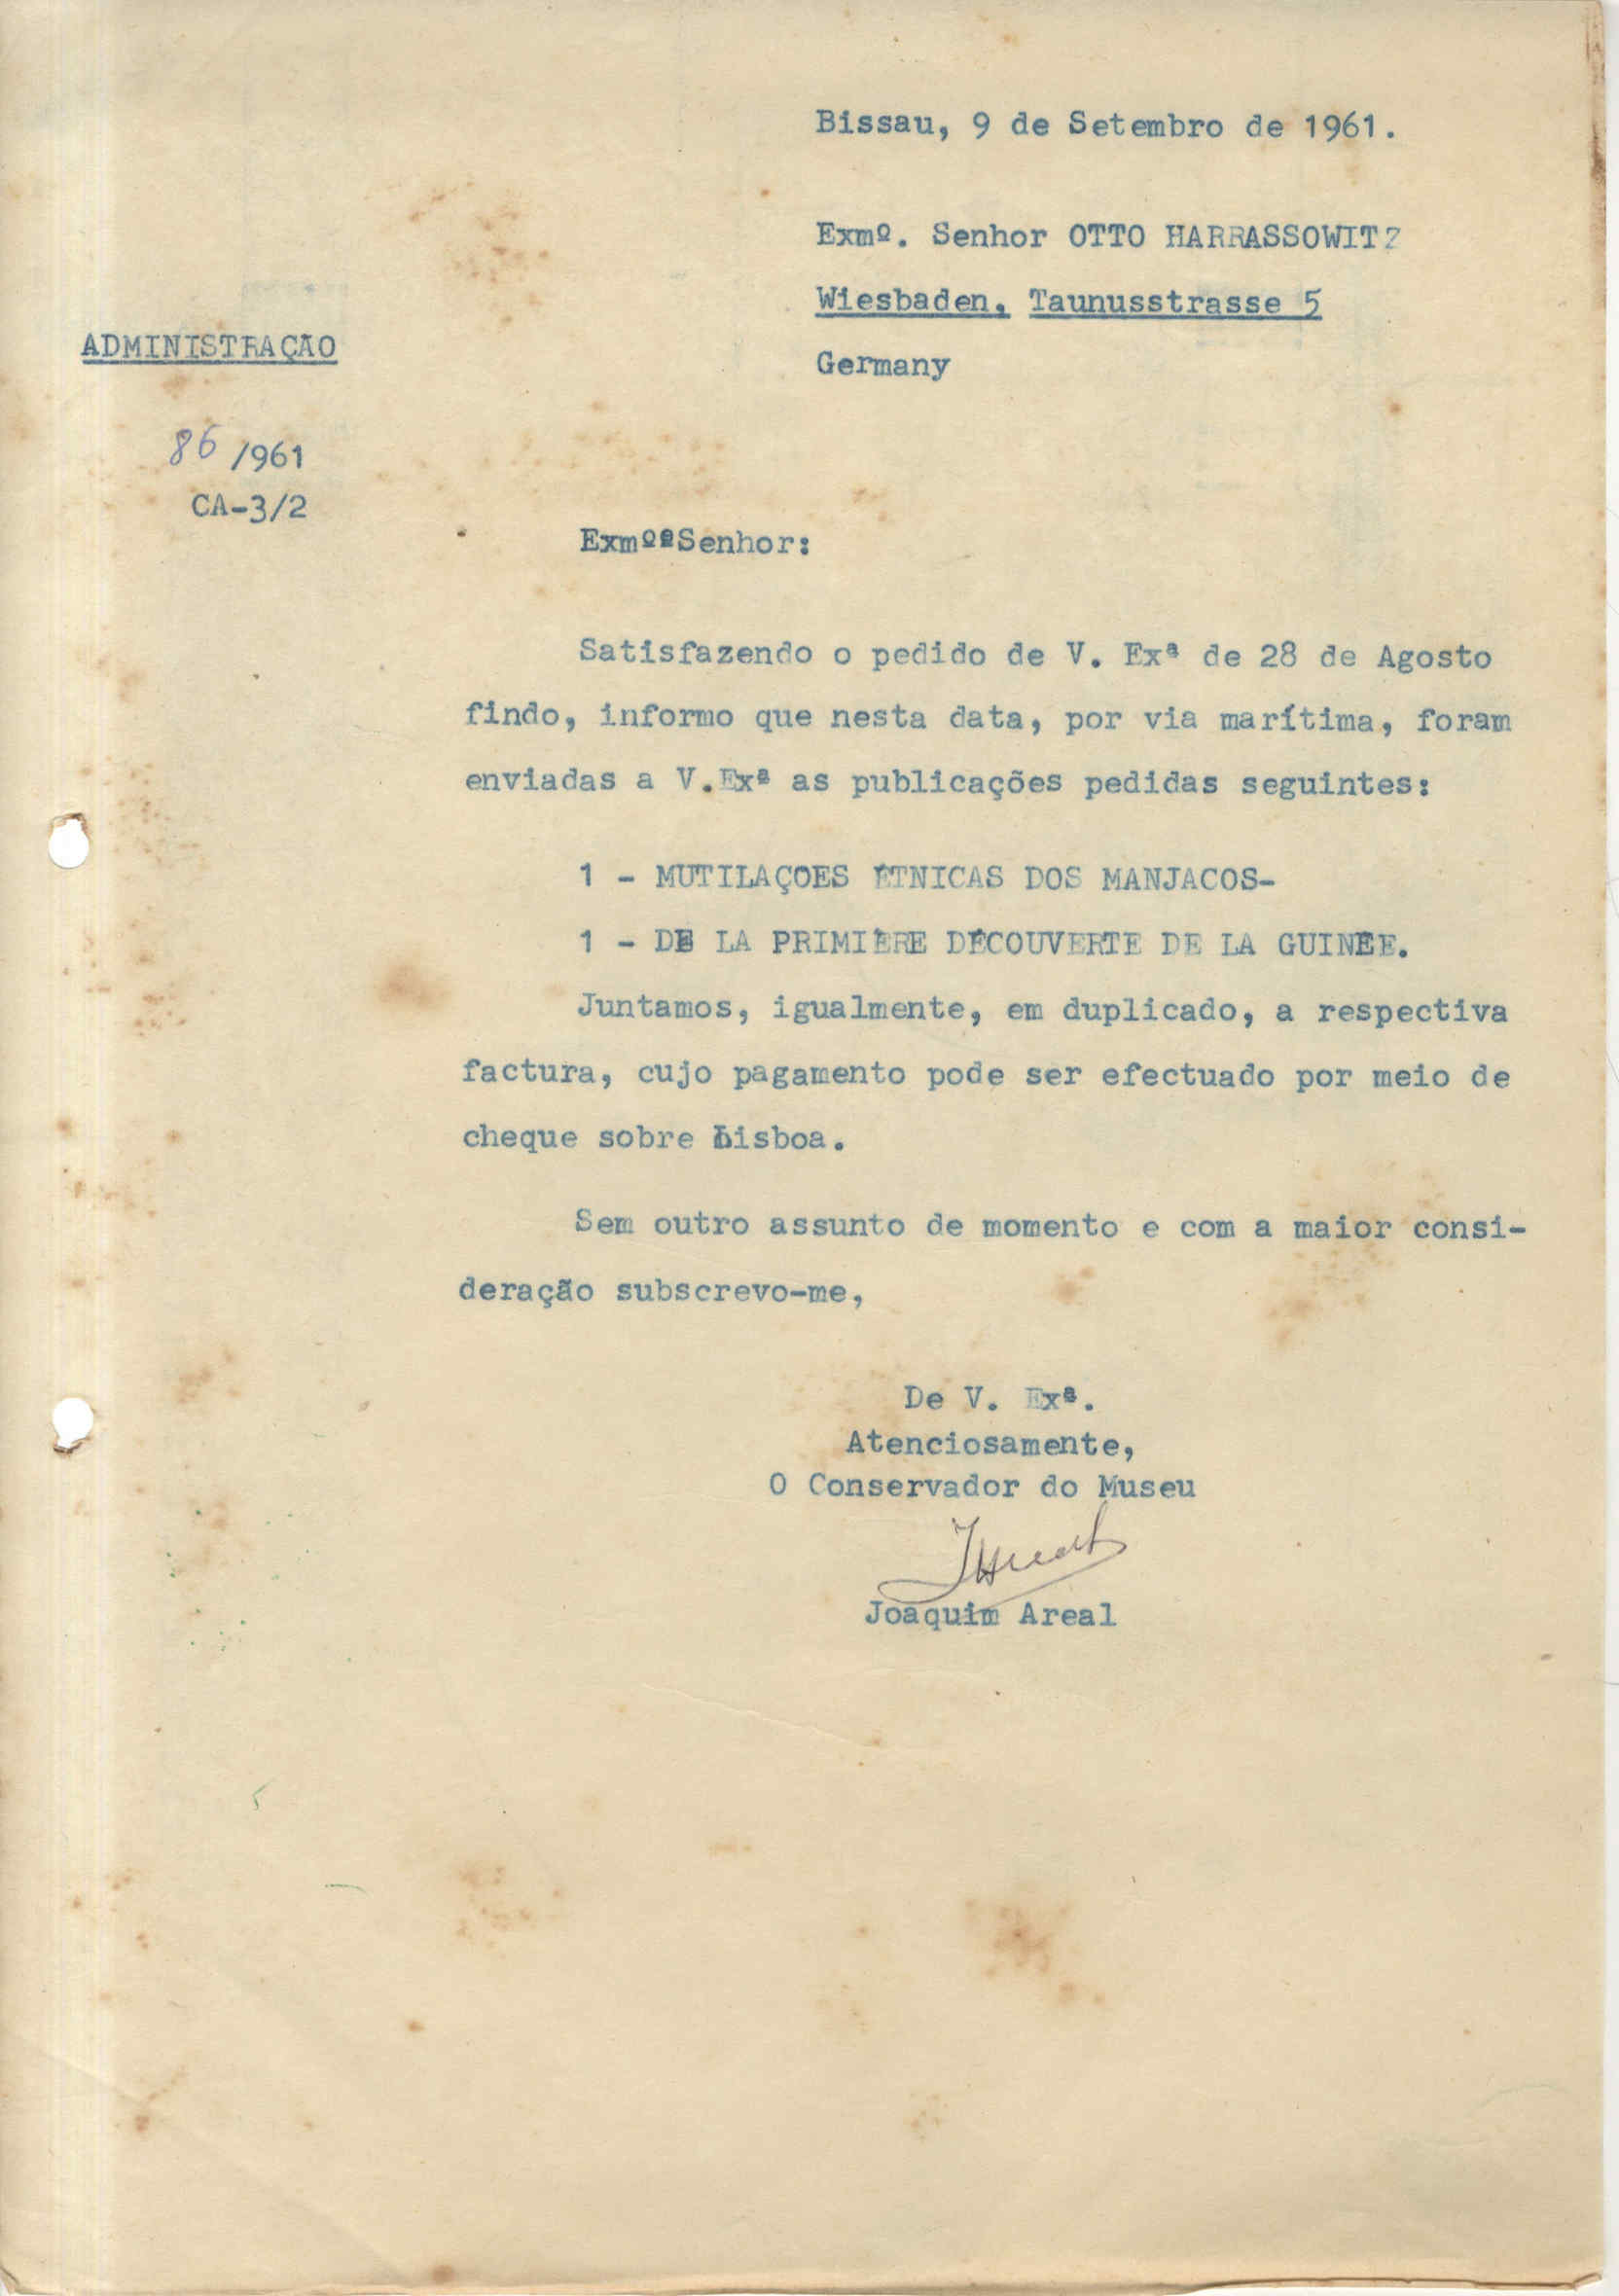 Bissau, 9 de Setembro de 1961.
Exmº. Senhor OTTO HARRASSOWITZ
Wiesbaden, Taunusstrasse 5
Germany
ADMINISTRAÇÃO
86/961
CA-3/2
Exmºº Senhor:
Satisfazendo o pedido de V. Exª de 28 de Agosto
findo, informo que nesta data, por via marítima, foram
enviadas a V.Exª as publicações pedidas seguintes:
1 - MUTILAÇOES ÉTNICAS DOS MANJACOS-
1 - DE LA PRIMIÈRE DÉCOUVERTE DE LA GUINÉE.
Juntamos, igualmente, em duplicado, a respectiva
factura, cujo pagamento pode ser efectuado por meio de
cheque sobre Lisboa.
Sem outro assunto de momento e com a maior consi-
deração subscrevo-me,
De V. Exª.
Atenciosamente,
O Conservador do Museu
JAreal
Joaquim Areal